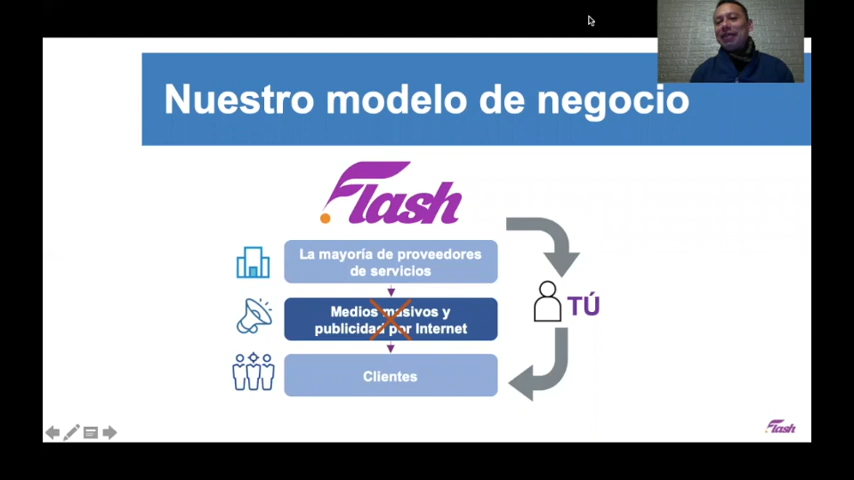 Nuestro modelo de negocio
Flash
La mayoría de proveedores
de servicios
Medios masivos y
publicidad por Internet
TÚ
Clientes
Flash